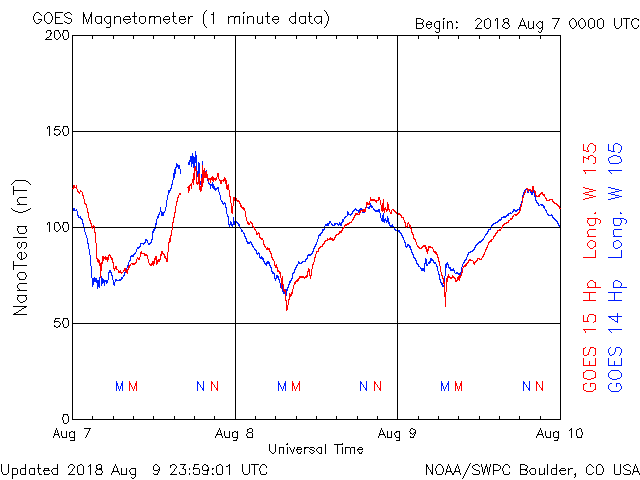 GOES Magnetometer (1 minute data)
Begin: 2018 Aug 7 0000 UTC
200
150
100
50
0
NanoTesla (nT)
M M N N M M N N M M N N
Aug 7 Aug 8 Aug 9 Aug 10
Universal Time
GOES 15 Hp Long. W 135
GOES 14 Hp Long. W 105
Updated 2018 Aug 9 23:59:01 UTC
NOAA/SWPC Boulder, CO USA